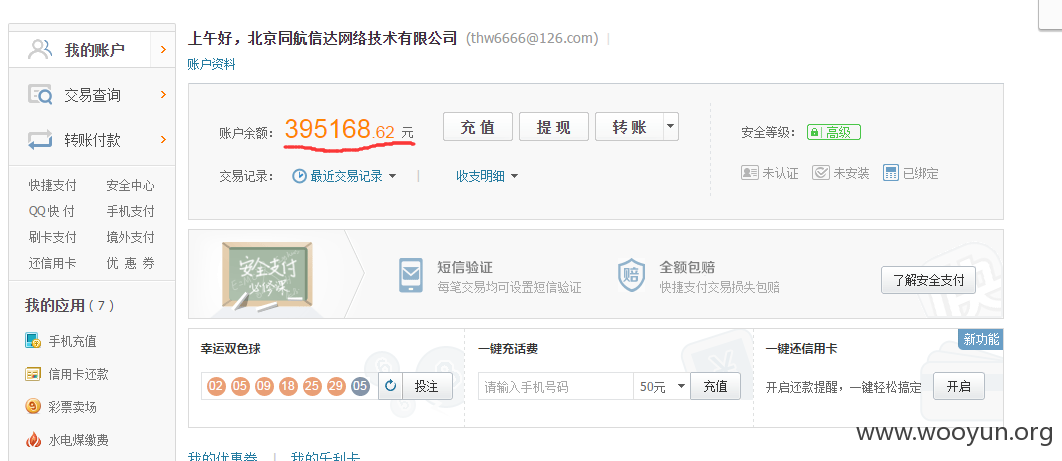 我的账户
交易查询
转账付款
快捷支付 安全中心
QQ快付 手机支付
刷卡支付 境外支付
还信用卡 优惠券
我的应用 ( 7 )
手机充值
信用卡还款
彩票卖场
水电煤缴费
上午好，北京同航信达网络技术有限公司 (thw6666@126.com)
账户资料
账户余额： 395168.62 元 充值 提现 转账
交易记录： 最近交易记录 收支明细
安全等级： 高级
未认证 未安装 已绑定
安全支付
必修课
短信验证
每笔交易均可设置短信验证
赔
全额包赔
快捷支付交易损失包赔
了解安全支付
快
幸运双色球
02 05 09 18 25 29 05 投注
一键充话费
请输入手机号码 50元 充值
一键还信用卡
新功能
开启还款提醒，一键轻松搞定 开启
我的优惠券 | 我的乐利卡
www.wooyun.org